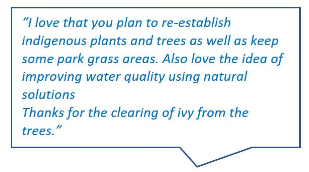 “I love that you plan to re-establish
indigenous plants and trees as well as keep
some park grass areas. Also love the idea of
improving water quality using natural
solutions
Thanks for the clearing of ivy from the
trees.”